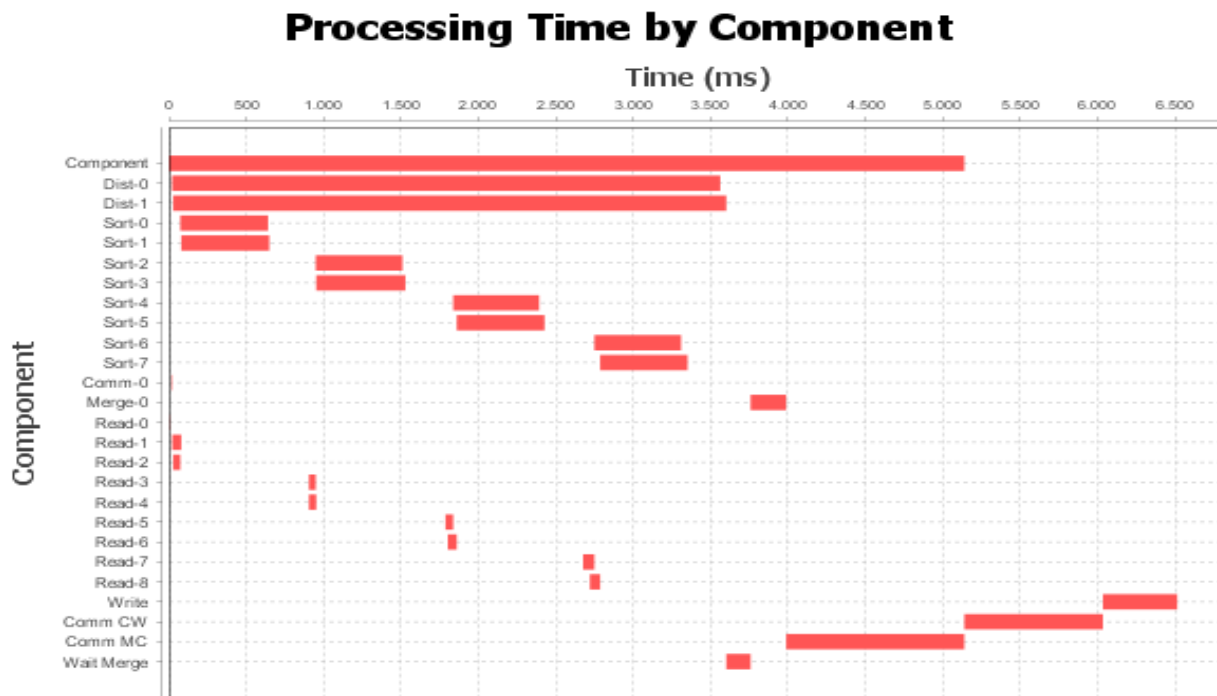 Processing Time by Component
Time (ms)
0 500 1.000 1.500 2.000 2.500 3.000 3.500 4.000 4.500 5.000 5.500 6.000 6.500
Component
Component
Dist-0
Dist-1
Sort-0
Sort-1
Sort-2
Sort-3
Sort-4
Sort-5
Sort-6
Sort-7
Comm-0
Merge-0
Read-0
Read-1
Read-2
Read-3
Read-4
Read-5
Read-6
Read-7
Read-8
Write
Comm CW
Comm MC
Wait Merge